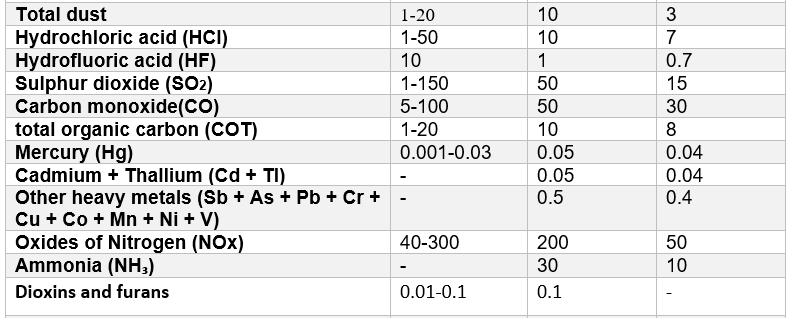 Total dust 1-20 10 3
Hydrochloric acid (HCl) 1-50 10 7
Hydrofluoric acid (HF) 10 1 0.7
Sulphur dioxide (SO2) 1-150 50 15
Carbon monoxide(CO) 5-100 50 30
total organic carbon (COT) 1-20 10 8
Mercury (Hg) 0.001-0.03 0.05 0.04
Cadmium + Thallium (Cd + Tl) - 0.05 0.04
Other heavy metals (Sb + As + Pb + Cr + - 0.5 0.4
Cu + Co + Mn + Ni + V)
Oxides of Nitrogen (NOx) 40-300 200 50
Ammonia (NH₃) - 30 10
Dioxins and furans 0.01-0.1 0.1 -